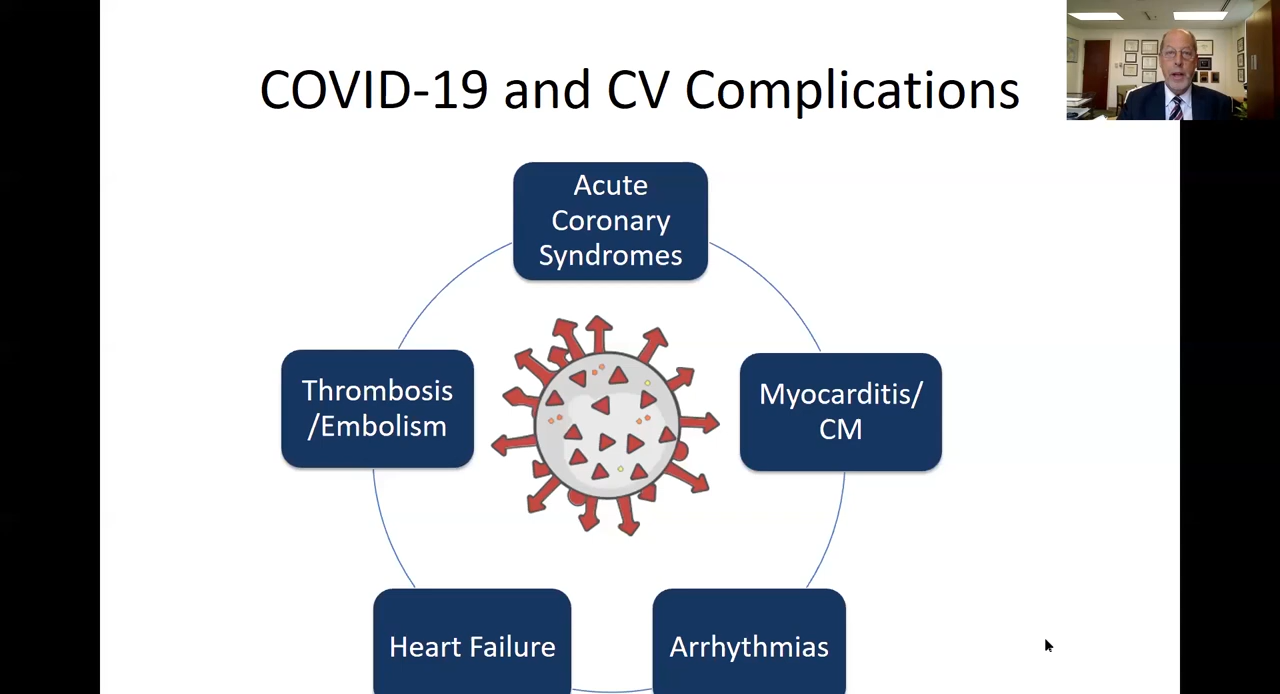 COVID-19 and CV Complications
Acute
Coronary
Syndromes
Thrombosis
/Embolism
Myocarditis/
CM
Heart Failure
Arrhythmias